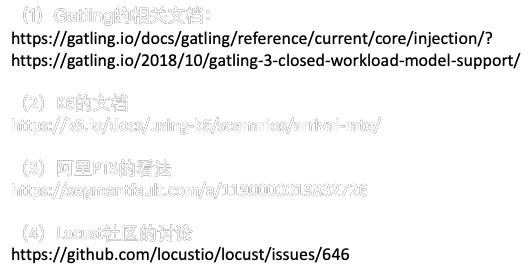 （1）Gatling的相关文档：
https://gatling.io/docs/gatling/reference/current/core/injection/?
https://gatling.io/2018/10/gatling-3-closed-workload-model-support/
（2）K6的文档
https://k6.io/docs/using-k6/scenarios/arrival-rate/
（3）阿里PTS的看法
https://segmentfault.com/a/1190000019832726
（4）Locust社区的讨论
https://github.com/locustio/locust/issues/646